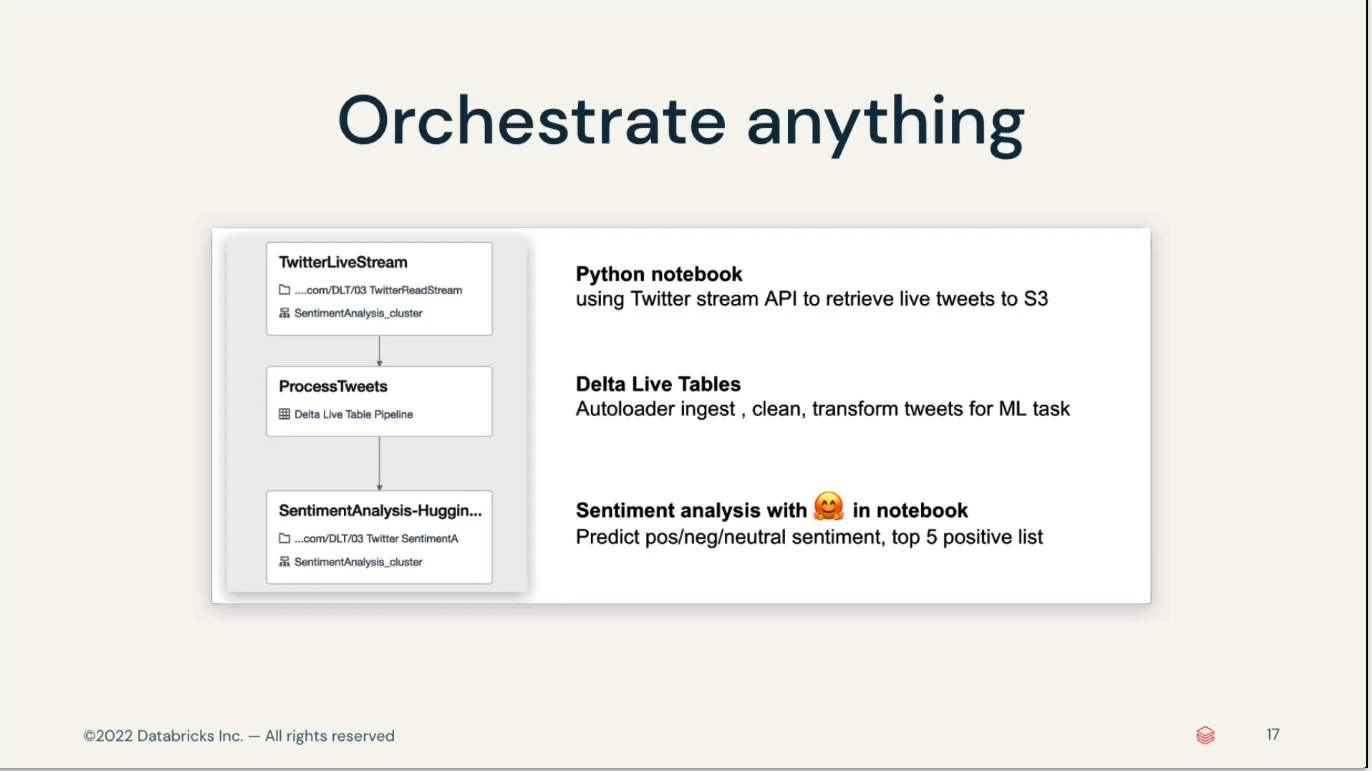 Orchestrate anything
TwitterLiveStream
....com/DLT/03 TwitterReadStream
SentimentAnalysis_cluster
Python notebook
using Twitter stream API to retrieve live tweets to S3
ProcessTweets
Delta Live Table Pipeline
Delta Live Tables
Autoloader ingest , clean, transform tweets for ML task
SentimentAnalysis-Huggin...
...com/DLT/03 Twitter SentimentA
SentimentAnalysis_cluster
Sentiment analysis with 🤗 in notebook
Predict pos/neg/neutral sentiment, top 5 positive list
©2022 Databricks Inc. — All rights reserved
17